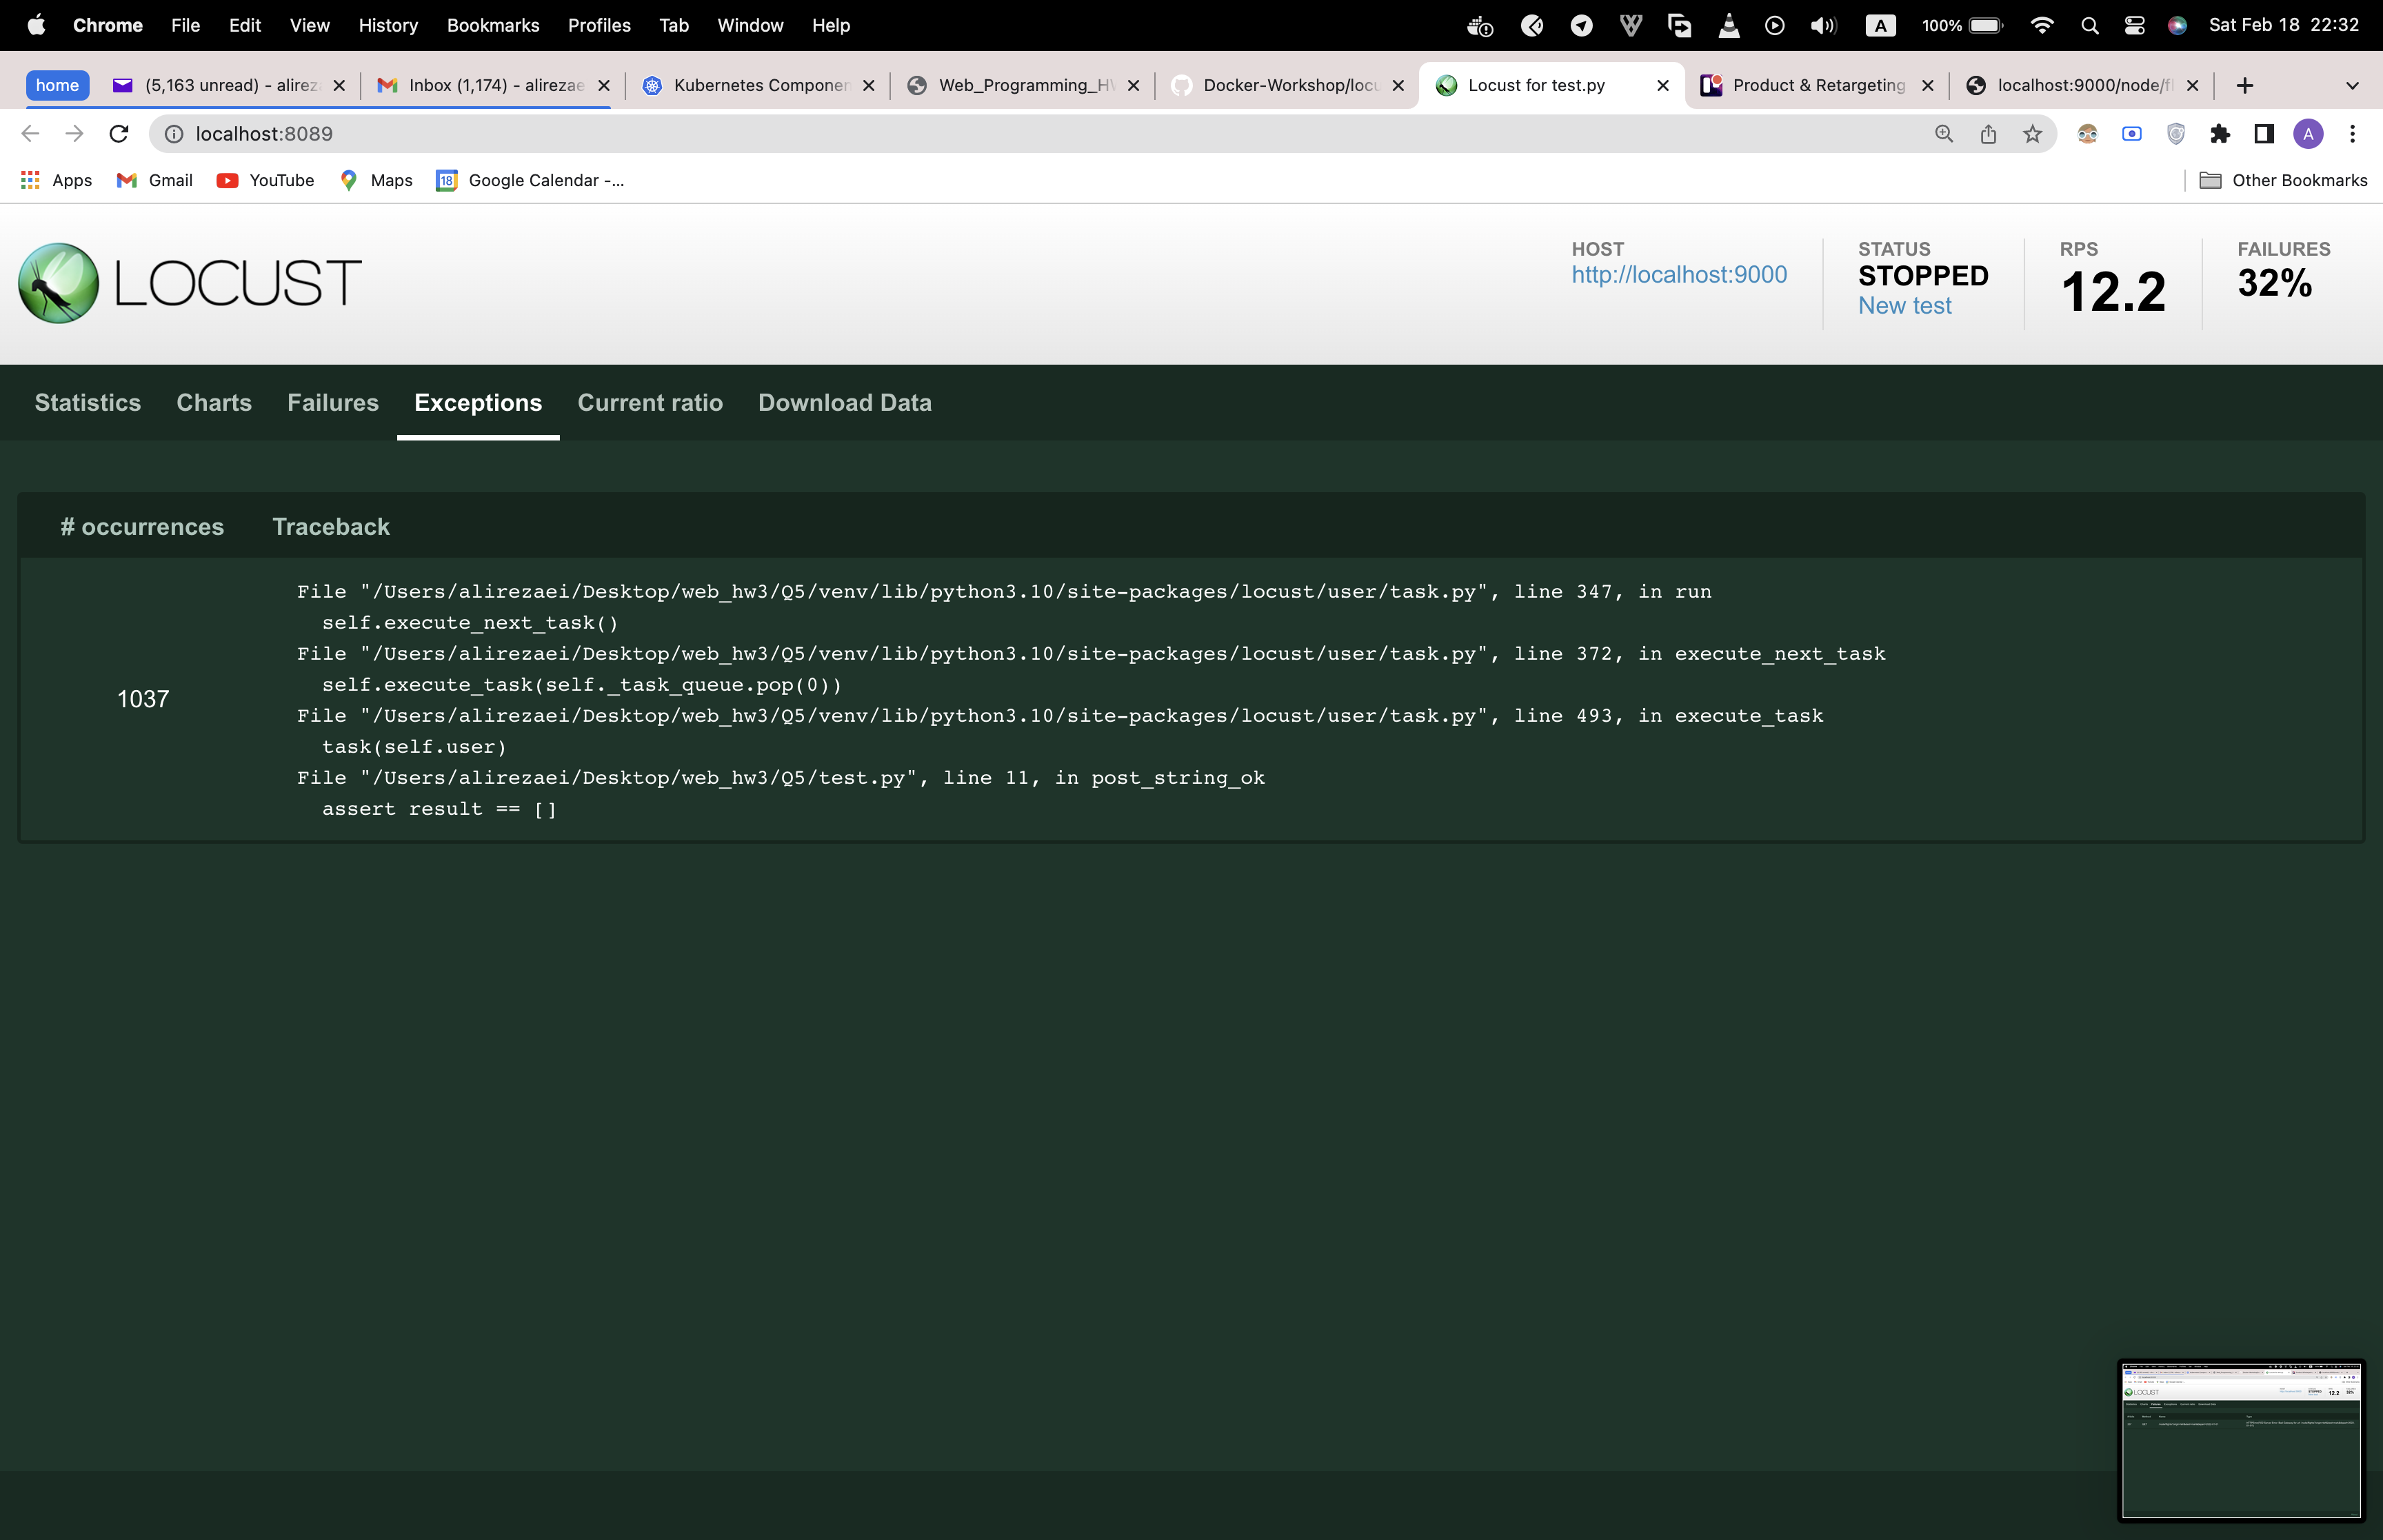 Chrome File Edit View History Bookmarks Profiles Tab Window Help A 100% Sat Feb 18 22:32
home (5,163 unread) - alirez Inbox (1,174) - alirezae Kubernetes Componen Web_Programming_H Docker-Workshop/locu Locust for test.py Product & Retargeting localhost:9000/node/f
localhost:8089 A
Apps Gmail YouTube Maps 18 Google Calendar -... Other Bookmarks
LOCUST
HOST
http://localhost:9000
STATUS
STOPPED
New test
RPS
12.2
FAILURES
32%
Statistics Charts Failures Exceptions Current ratio Download Data
# occurrences Traceback
1037
File "/Users/alirezaei/Desktop/web_hw3/Q5/venv/lib/python3.10/site-packages/locust/user/task.py", line 347, in run
self.execute_next_task()
File "/Users/alirezaei/Desktop/web_hw3/Q5/venv/lib/python3.10/site-packages/locust/user/task.py", line 372, in execute_next_task
self.execute_task(self._task_queue.pop(0))
File "/Users/alirezaei/Desktop/web_hw3/Q5/venv/lib/python3.10/site-packages/locust/user/task.py", line 493, in execute_task
task(self.user)
File "/Users/alirezaei/Desktop/web_hw3/Q5/test.py", line 11, in post_string_ok
assert result == []
LOCUST
STOPPED
12.2
32%